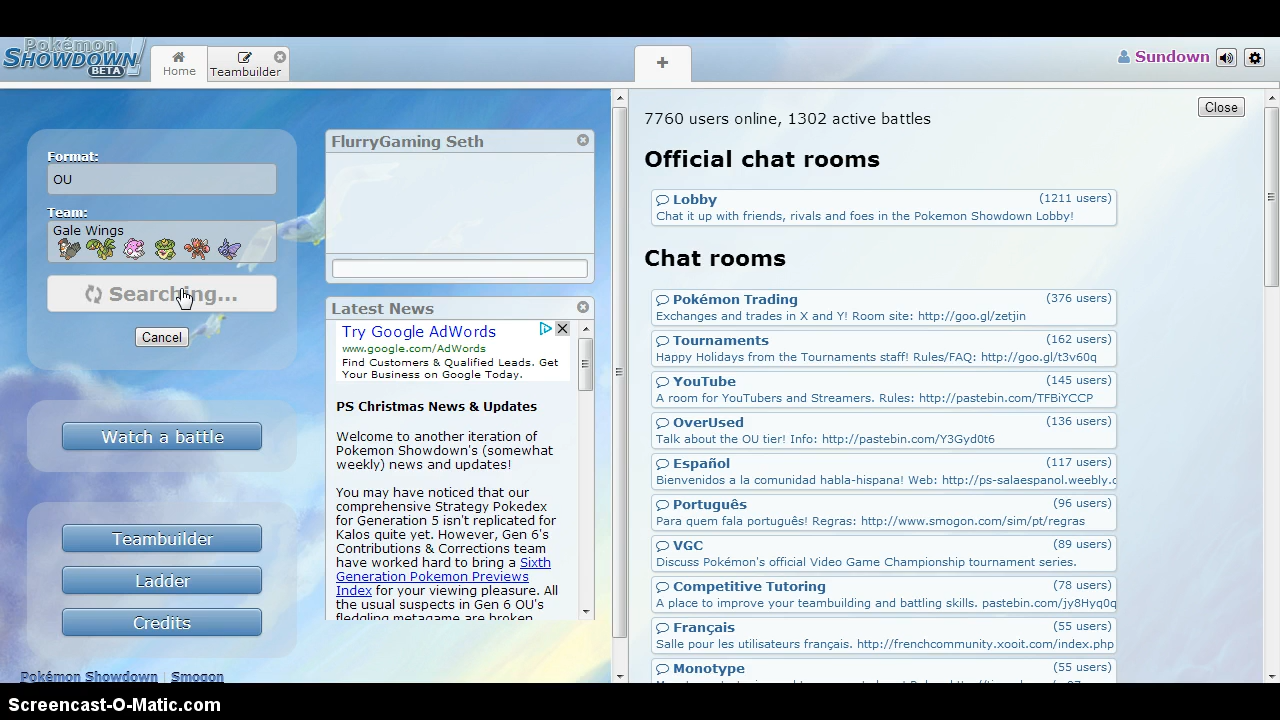 Pokémon
SHOWDOWN!
BETA
Home
Teambuilder
+
Sundown
Format:
OU
Team:
Gale Wings
Searching...
Cancel
Watch a battle
Teambuilder
Ladder
Credits
Pokémon Showdown | Smogon
FlurryGaming Seth
Latest News
Try Google AdWords
www.google.com/AdWords
Find Customers & Qualified Leads. Get
Your Business on Google Today.
PS Christmas News & Updates
Welcome to another iteration of
Pokemon Showdown's (somewhat
weekly) news and updates!
You may have noticed that our
comprehensive Strategy Pokedex
for Generation 5 isn't replicated for
Kalos quite yet. However, Gen 6's
Contributions & Corrections team
have worked hard to bring a Sixth
Generation Pokemon Previews
Index for your viewing pleasure. All
the usual suspects in Gen 6 OU's
fledgling metagame are broken
Close
7760 users online, 1302 active battles
Official chat rooms
Lobby (1211 users)
Chat it up with friends, rivals and foes in the Pokemon Showdown Lobby!
Chat rooms
Pokémon Trading (376 users)
Exchanges and trades in X and Y! Room site: http://goo.gl/zetjin
Tournaments (162 users)
Happy Holidays from the Tournaments staff! Rules/FAQ: http://goo.gl/t3v60q
YouTube (145 users)
A room for YouTubers and Streamers. Rules: http://pastebin.com/TFBiYCCP
OverUsed (136 users)
Talk about the OU tier! Info: http://pastebin.com/Y3Gyd0t6
Español (117 users)
Bienvenidos a la comunidad habla-hispana! Web: http://ps-salaespanol.weebly.c
Português (96 users)
Para quem fala português! Regras: http://www.smogon.com/sim/pt/regras
VGC (89 users)
Discuss Pokémon's official Video Game Championship tournament series.
Competitive Tutoring (78 users)
A place to improve your teambuilding and battling skills. pastebin.com/jy8Hyq0q
Français (55 users)
Salle pour les utilisateurs français. http://frenchcommunity.xooit.com/index.php
Monotype (55 users)
Screencast-O-Matic.com